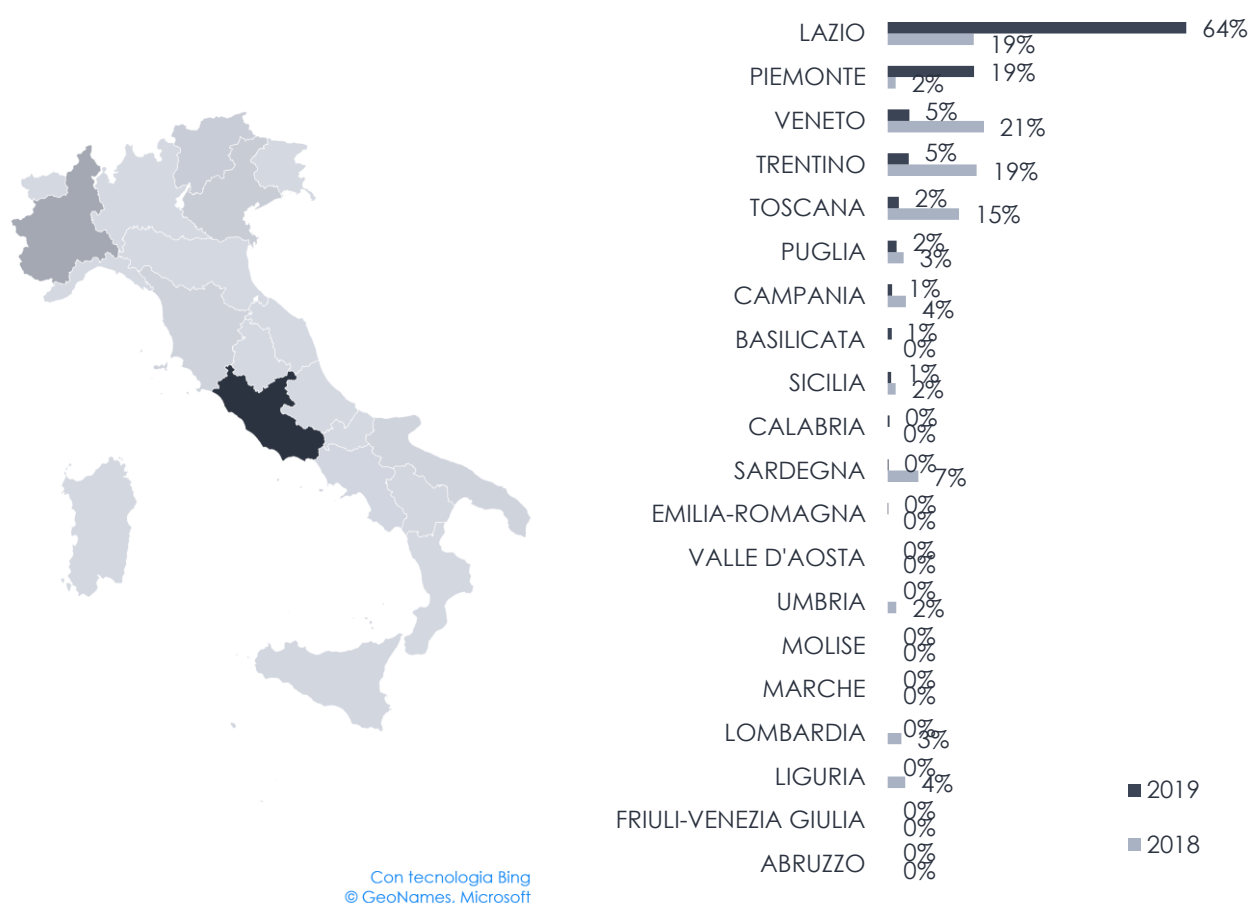 LAZIO 64%
19%
PIEMONTE 19%
2%
VENETO 5%
21%
TRENTINO 5%
19%
TOSCANA 2%
15%
PUGLIA 2%
3%
CAMPANIA 1%
4%
BASILICATA 1%
0%
SICILIA 1%
2%
CALABRIA 0%
0%
SARDEGNA 0%
7%
EMILIA-ROMAGNA 0%
0%
VALLE D'AOSTA 0%
0%
UMBRIA 0%
2%
MOLISE 0%
0%
MARCHE 0%
0%
LOMBARDIA 0%
3%
LIGURIA 0%
4%
FRIULI-VENEZIA GIULIA 0%
0%
ABRUZZO 0%
0%
2019
2018
Con tecnologia Bing
© GeoNames, Microsoft